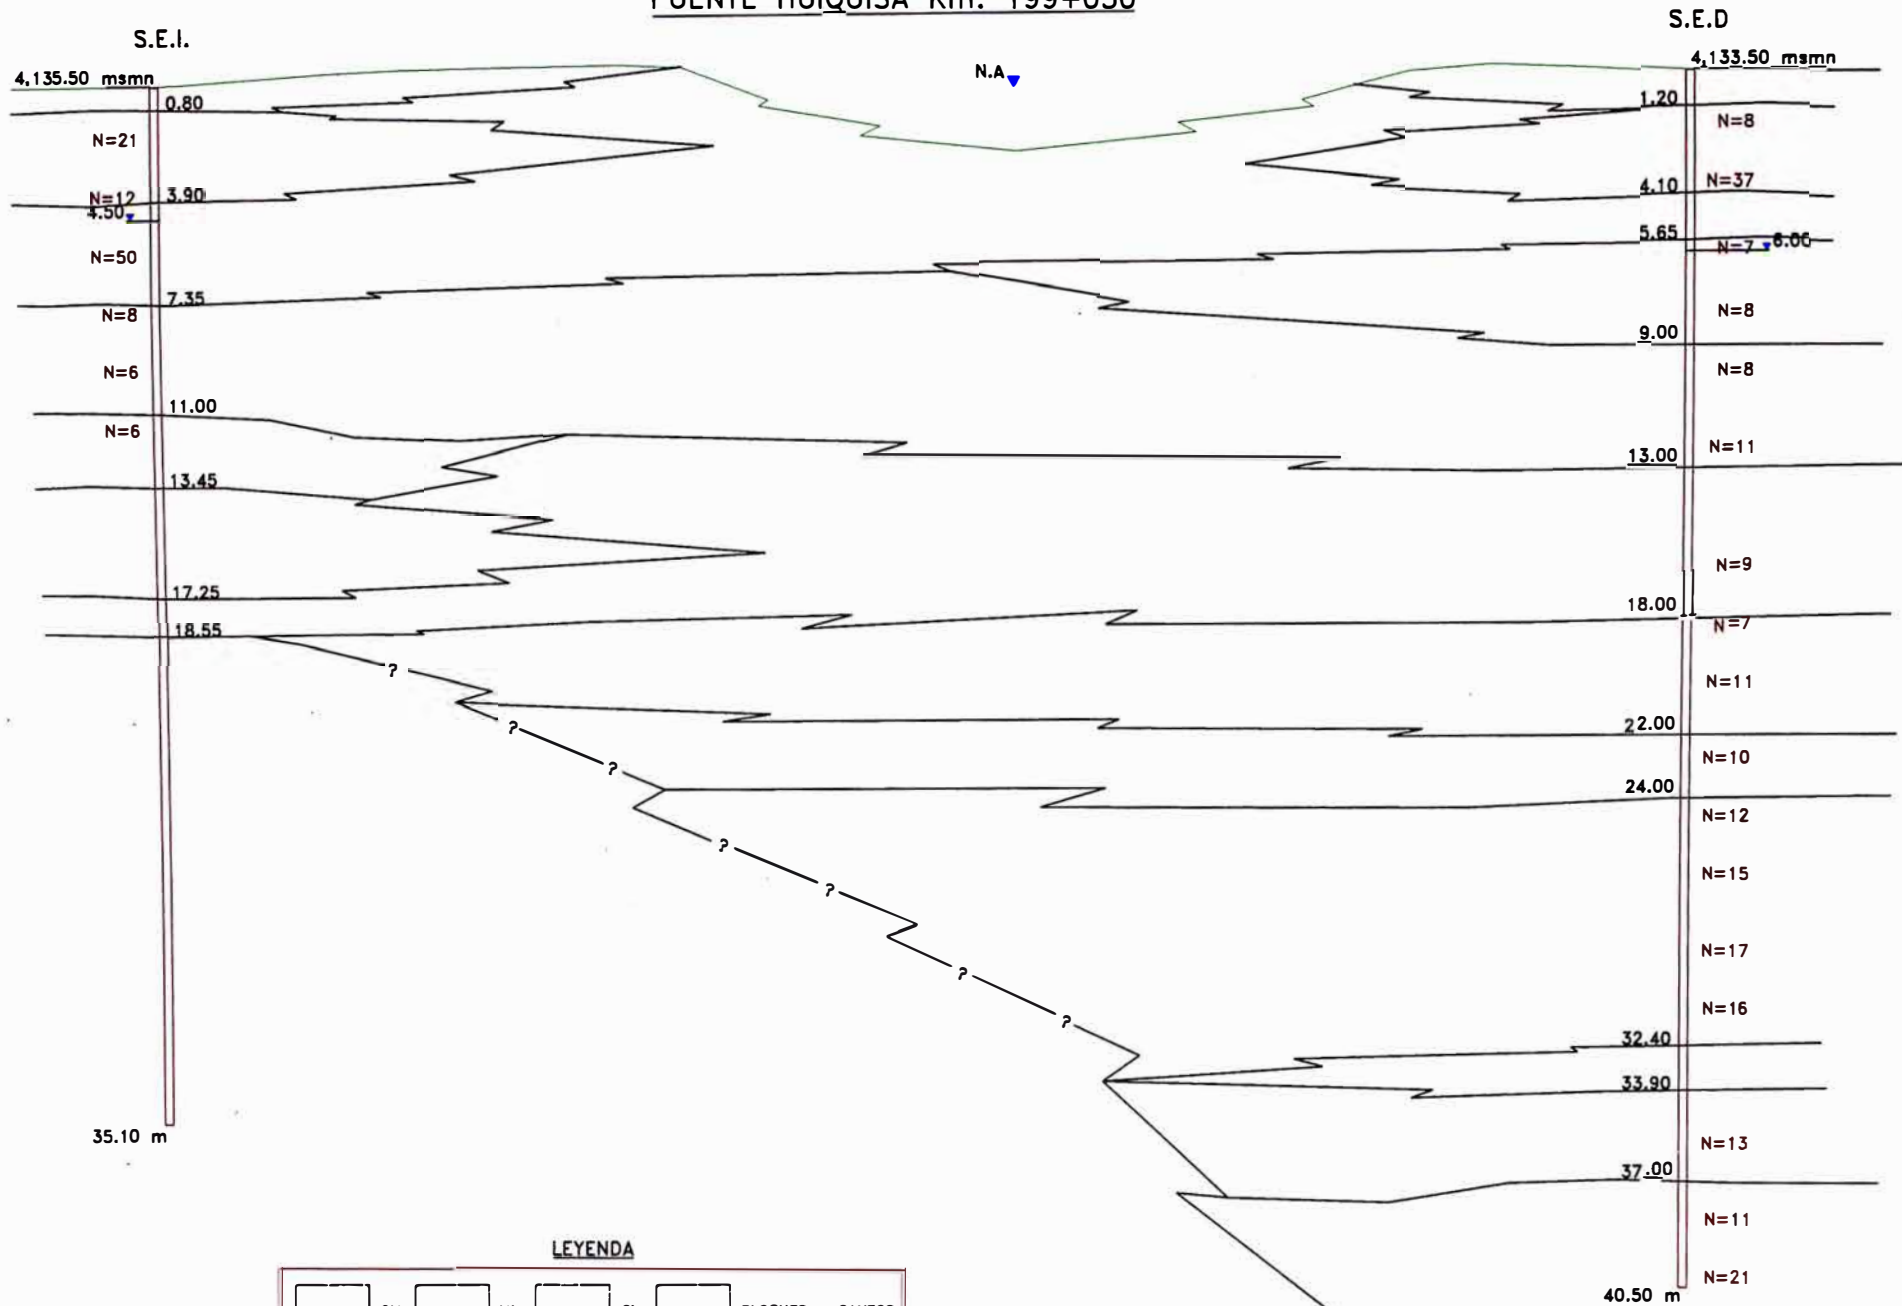 S.E.I.
S.E.D
4,135.50 msmn
N.A
4,133.50 msmn
0.80
1.20
N=21
N=8
N=12
3.90
4.10
N=37
4.50
5.65
N=7
6.00
N=50
7.35
N=8
N=8
9.00
N=6
N=8
11.00
N=6
N=11
13.00
13.45
N=9
17.25
18.00
18.55
N=7
?
N=11
?
22.00
?
N=10
24.00
N=12
?
N=15
?
N=17
?
N=16
?
32.40
33.90
35.10 m
N=13
37.00
N=11
LEYENDA
N=21
40.50 m